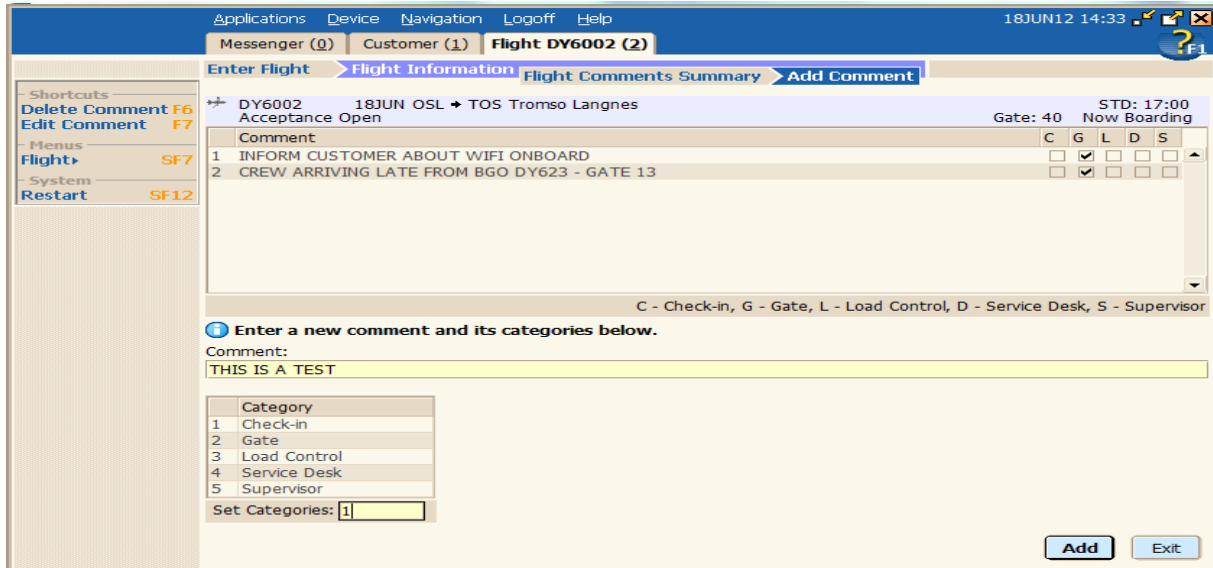 Applications Device Navigation Logoff Help 18JUN12 14:33
Messenger (0) Customer (1) Flight DY6002 (2) ?F1
Enter Flight Flight Information Flight Comments Summary Add Comment
Shortcuts
Delete Comment F6
Edit Comment F7
Menus
Flight SF7
System
Restart SF12
DY6002 18JUN OSL → TOS Tromso Langnes STD: 17:00
Acceptance Open Gate: 40 Now Boarding
Comment C G L D S
1 INFORM CUSTOMER ABOUT WIFI ONBOARD
2 CREW ARRIVING LATE FROM BGO DY623 - GATE 13
C - Check-in, G - Gate, L - Load Control, D - Service Desk, S - Supervisor
Enter a new comment and its categories below.
Comment:
THIS IS A TEST
Category
1 Check-in
2 Gate
3 Load Control
4 Service Desk
5 Supervisor
Set Categories: 1
Add Exit